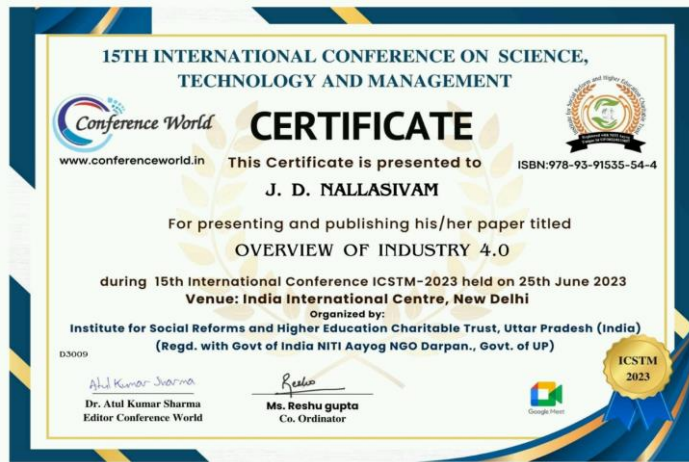 15TH INTERNATIONAL CONFERENCE ON SCIENCE,
TECHNOLOGY AND MANAGEMENT
Conference World
www.conferenceworld.in
CERTIFICATE
ISBN:978-93-91535-54-4
This Certificate is presented to
J. D. NALLASIVAM
For presenting and publishing his/her paper titled
OVERVIEW OF INDUSTRY 4.0
during 15th International Conference ICSTM-2023 held on 25th June 2023
Venue: India International Centre, New Delhi
Organized by:
Institute for Social Reforms and Higher Education Charitable Trust, Uttar Pradesh (India)
(Regd. with Govt of India NITI Aayog NGO Darpan., Govt. of UP)
D3009
Atul Kumar Sharma
Dr. Atul Kumar Sharma
Editor Conference World
Ms. Reshu gupta
Co. Ordinator
Google Meet
ICSTM
2023